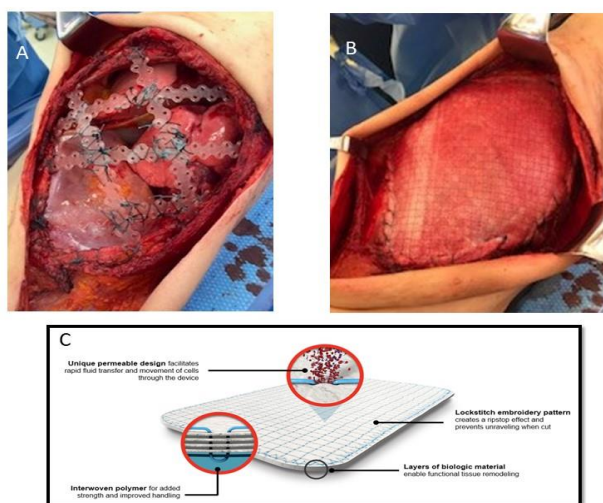 A
B
C
Unique permeable design facilitates
rapid fluid transfer and movement of cells
through the device
Lockstitch embroidery pattern
creates a ripstop effect and
prevents unraveling when cut
Layers of biologic material
enable functional tissue remodeling
Interwoven polymer for added
strength and improved handling